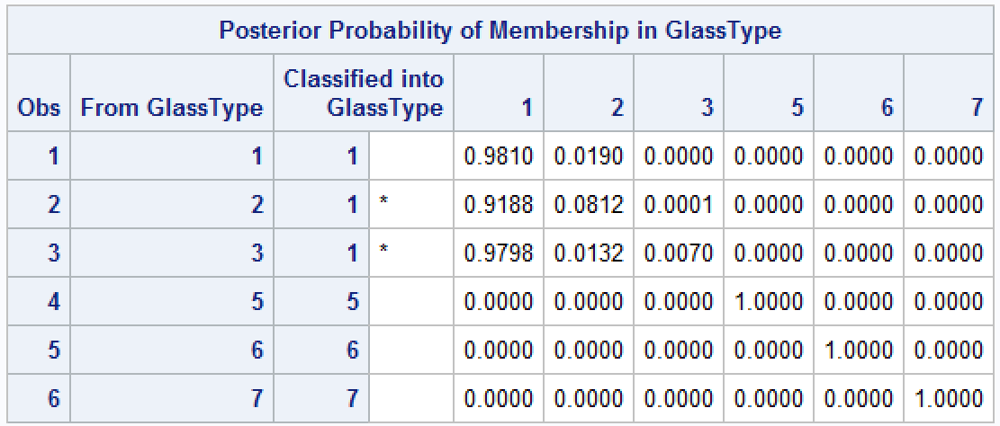 Posterior Probability of Membership in GlassType
Obs From GlassType Classified into GlassType 1 2 3 5 6 7
1 1 1 0.9810 0.0190 0.0000 0.0000 0.0000 0.0000
2 2 1 * 0.9188 0.0812 0.0001 0.0000 0.0000 0.0000
3 3 1 * 0.9798 0.0132 0.0070 0.0000 0.0000 0.0000
4 5 5 0.0000 0.0000 0.0000 1.0000 0.0000 0.0000
5 6 6 0.0000 0.0000 0.0000 0.0000 1.0000 0.0000
6 7 7 0.0000 0.0000 0.0000 0.0000 0.0000 1.0000